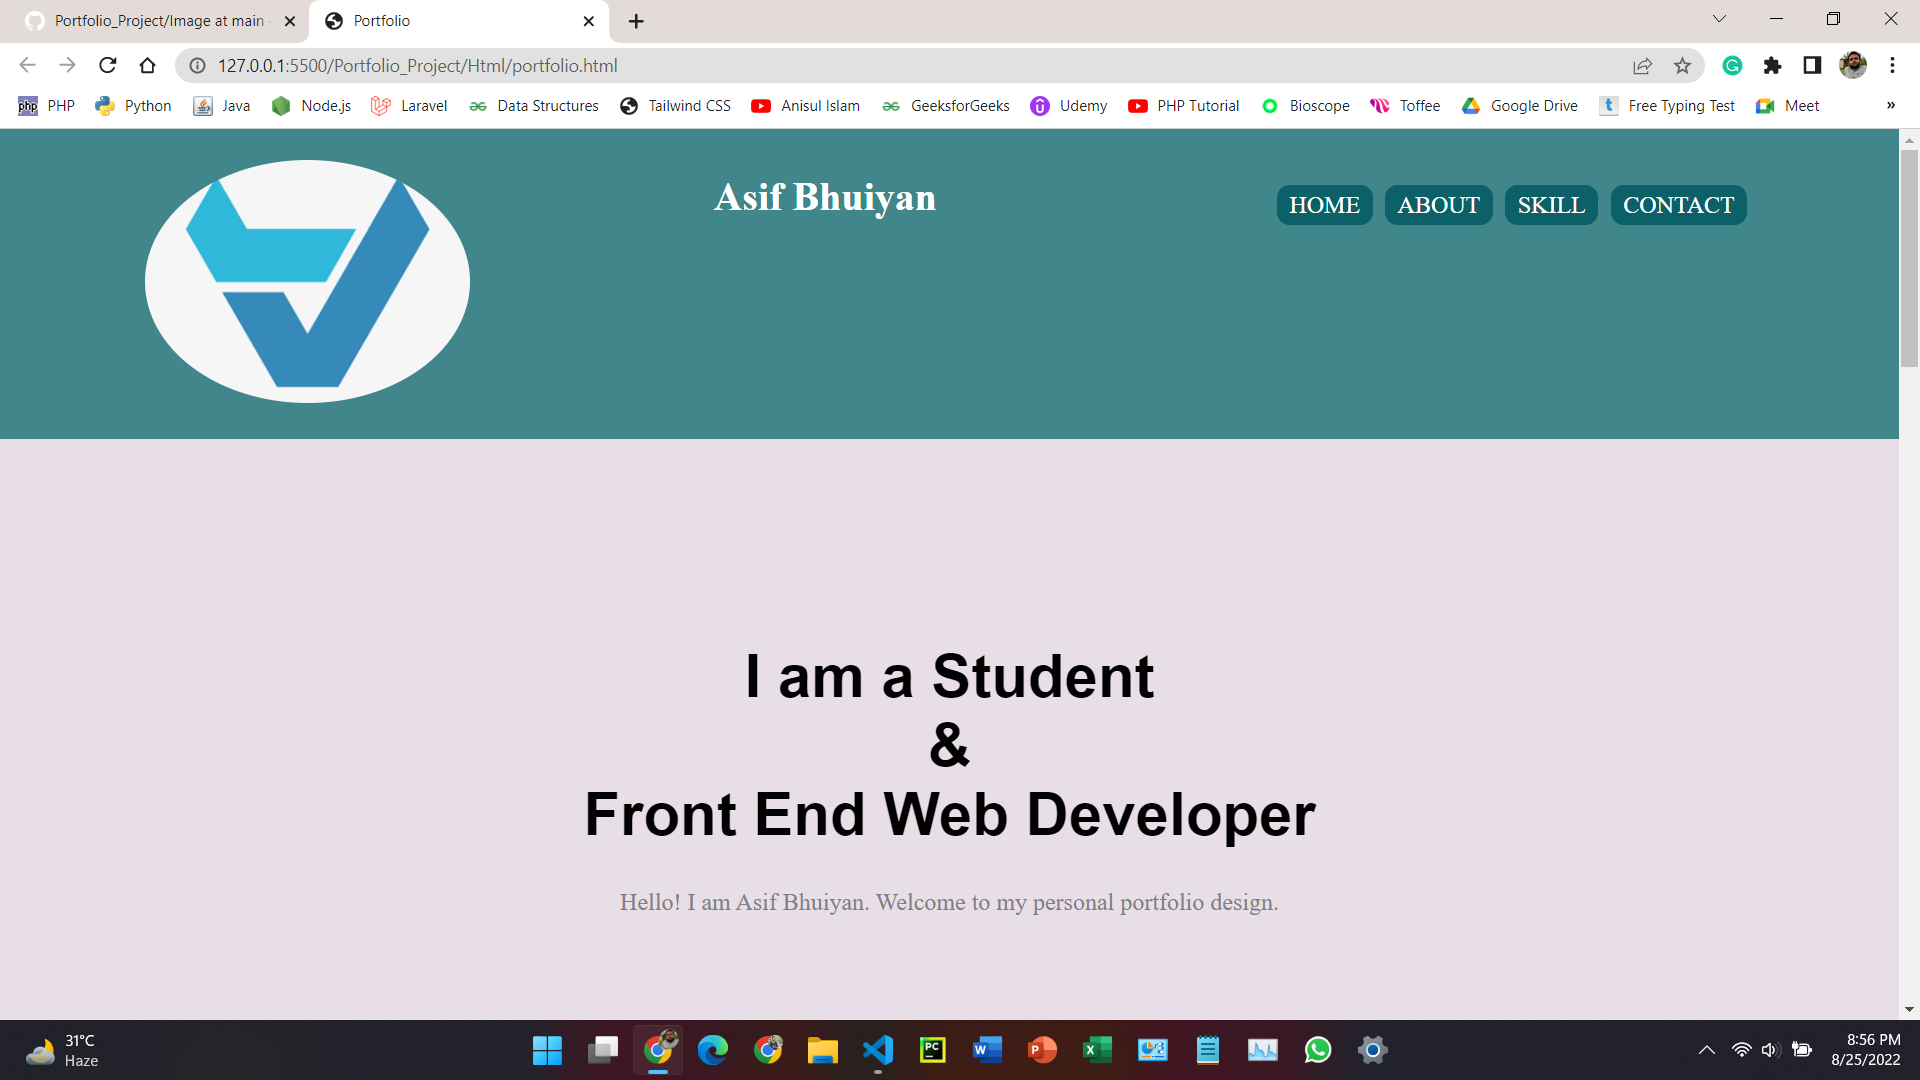 Portfolio_Project/Image at main
Portfolio
127.0.0.1:5500/Portfolio_Project/Html/portfolio.html
php PHP Python Java Node.js Laravel Data Structures Tailwind CSS Anisul Islam GeeksforGeeks Udemy PHP Tutorial Bioscope Toffee Google Drive t Free Typing Test Meet »
Asif Bhuiyan
HOME ABOUT SKILL CONTACT
I am a Student
&
Front End Web Developer
Hello! I am Asif Bhuiyan. Welcome to my personal portfolio design.
31°C
Haze
8:56 PM
8/25/2022